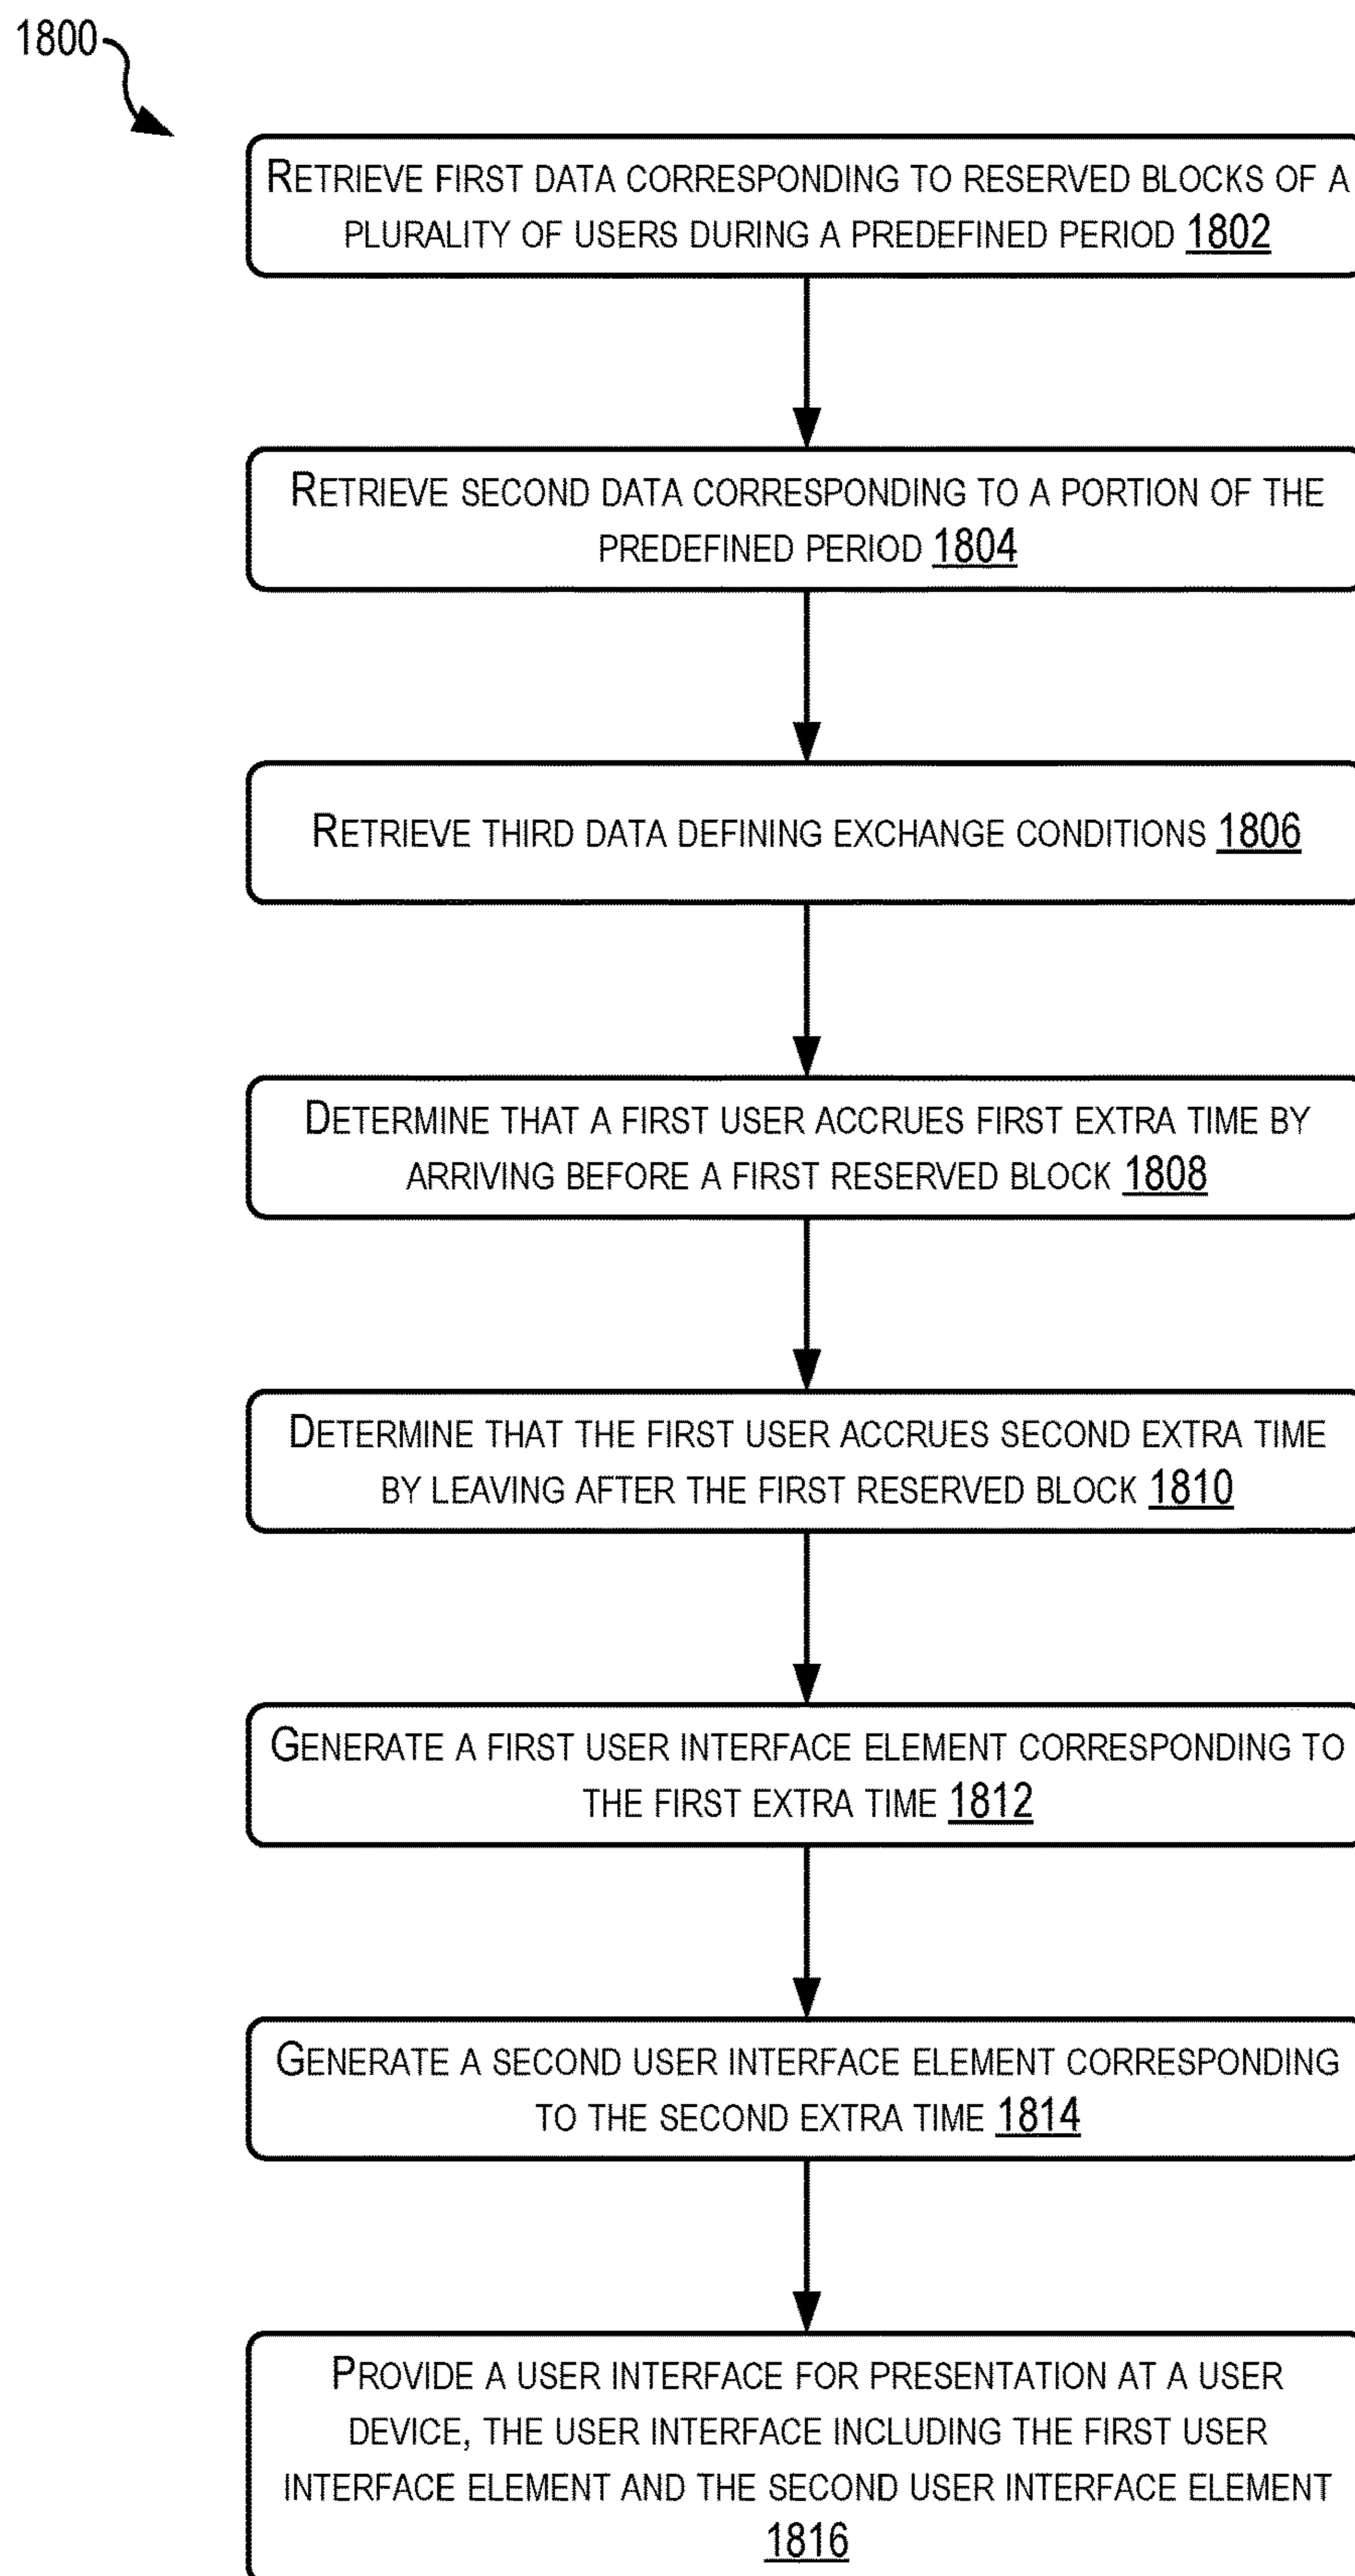 1800
RETRIEVE FIRST DATA CORRESPONDING TO RESERVED BLOCKS OF A
PLURALITY OF USERS DURING A PREDEFINED PERIOD 1802
RETRIEVE SECOND DATA CORRESPONDING TO A PORTION OF THE
PREDEFINED PERIOD 1804
RETRIEVE THIRD DATA DEFINING EXCHANGE CONDITIONS 1806
DETERMINE THAT A FIRST USER ACCRUES FIRST EXTRA TIME BY
ARRIVING BEFORE A FIRST RESERVED BLOCK 1808
DETERMINE THAT THE FIRST USER ACCRUES SECOND EXTRA TIME
BY LEAVING AFTER THE FIRST RESERVED BLOCK 1810
GENERATE A FIRST USER INTERFACE ELEMENT CORRESPONDING TO
THE FIRST EXTRA TIME 1812
GENERATE A SECOND USER INTERFACE ELEMENT CORRESPONDING
TO THE SECOND EXTRA TIME 1814
PROVIDE A USER INTERFACE FOR PRESENTATION AT A USER
DEVICE, THE USER INTERFACE INCLUDING THE FIRST USER
INTERFACE ELEMENT AND THE SECOND USER INTERFACE ELEMENT
1816